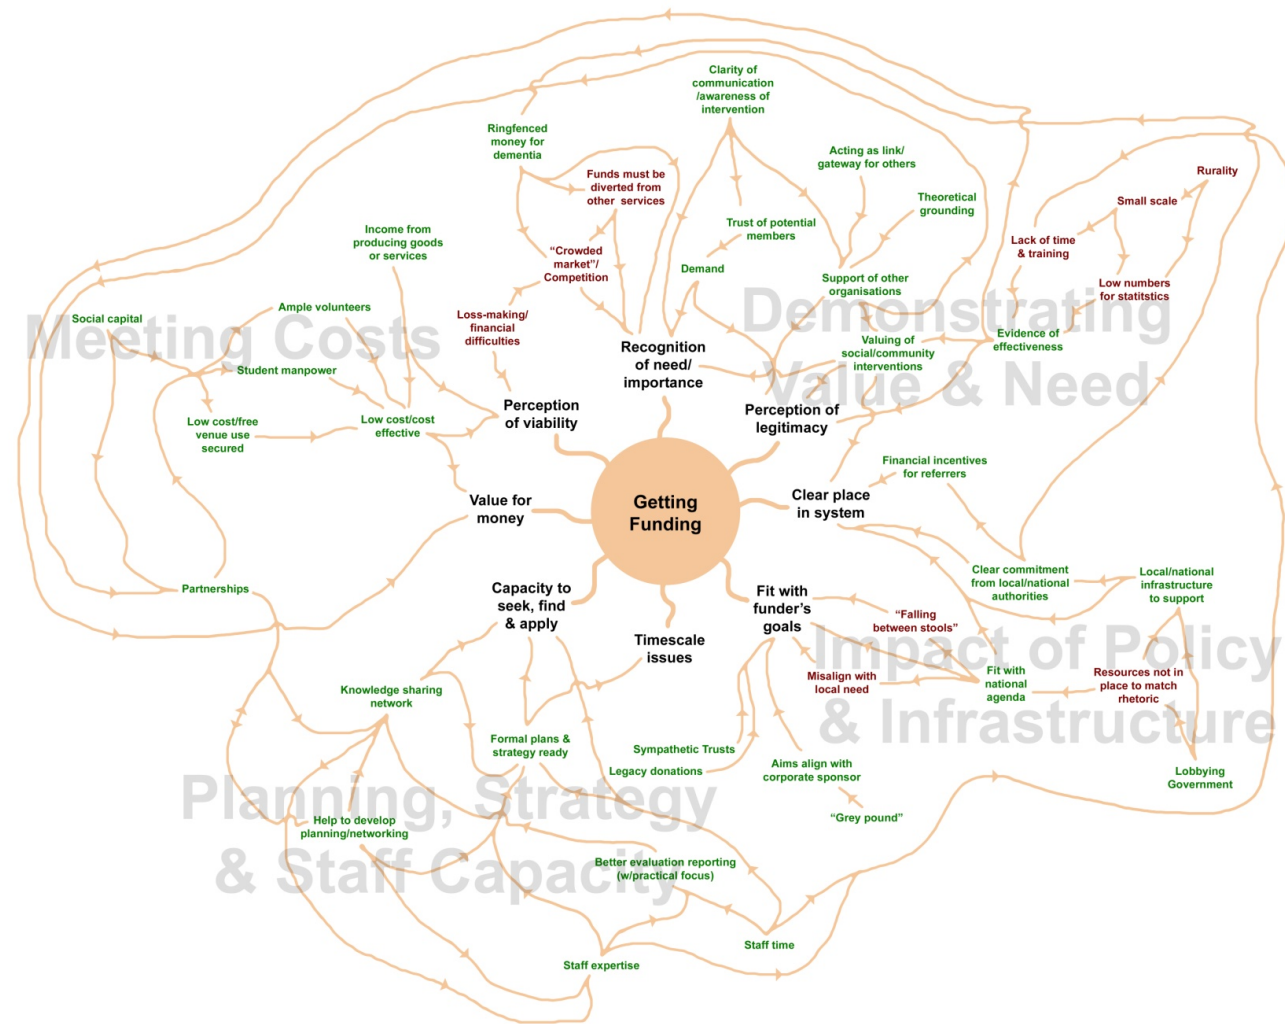 Clarity of
communication
/awareness of
intervention
Ringfenced
money for
dementia
Acting as link/
gateway for others
Funds must be
diverted from
other services
Rurality
Theoretical
grounding
Small scale
Trust of potential
members
Income from
producing goods
or services
Lack of time
& training
"Crowded
market"/
Competition
Demand
Support of other
organisations
Low numbers
for statitstics
Ample volunteers
Social capital
Meeting Costs
Demonstrating
Value & Need
Loss-making/
financial
difficulties
Evidence of
effectiveness
Valuing of
social/community
interventions
Recognition
of need/
importance
Student manpower
Perception
of viability
Perception of
legitimacy
Low cost/free
venue use
secured
Low cost/cost
effective
Financial incentives
for referrers
Value for
money
Getting
Funding
Clear place
in system
Clear commitment
from local/national
authorities
Local/national
infrastructure
to support
Partnerships
Capacity to
seek, find
& apply
Fit with
funder's
goals
"Falling
between stools"
Timescale
issues
Impact of Policy
& Infrastructure
Misalign with
local need
Fit with
national
agenda
Resources not in
place to match
rhetoric
Knowledge sharing
network
Formal plans &
strategy ready
Sympathetic Trusts
Legacy donations
Aims align with
corporate sponsor
Lobbying
Government
"Grey pound"
Planning, Strategy
& Staff Capacity
Help to develop
planning/networking
Better evaluation reporting
(w/practical focus)
Staff time
Staff expertise